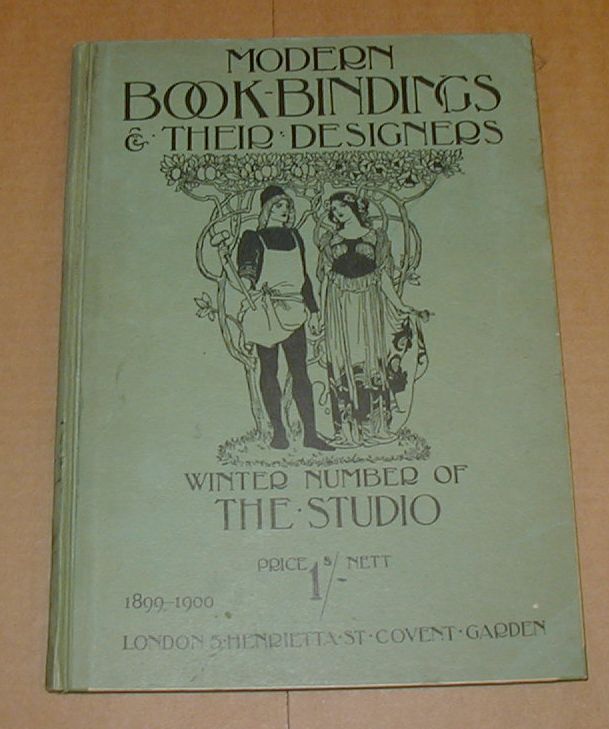 MODERN
BOOK-BINDINGS
& · THEIR · DESIGNERS
WINTER NUMBER OF
THE · STUDIO
PRICE 1S/- NETT
1899-1900
LONDON 5 · HENRIETTA · ST · COVENT · GARDEN